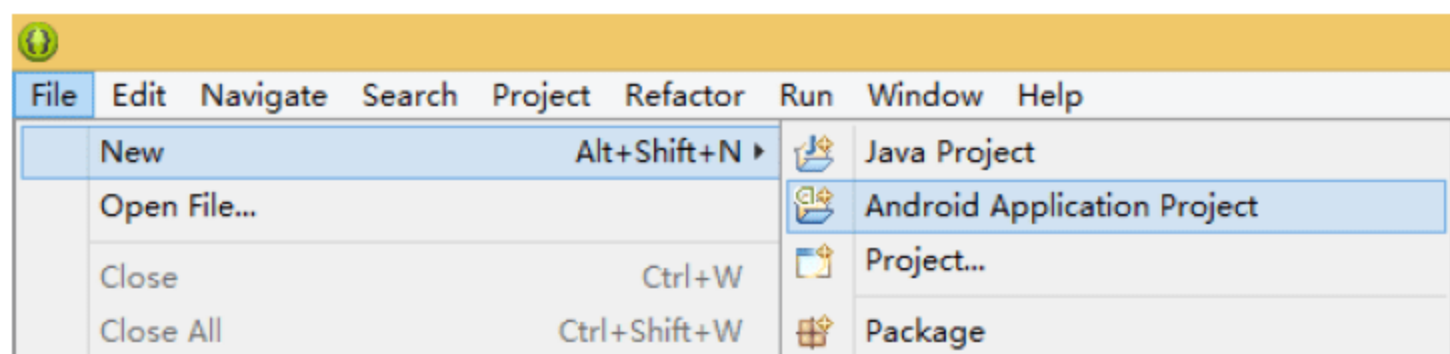 File Edit Navigate Search Project Refactor Run Window Help
New Alt+Shift+N Java Project
Open File... Android Application Project
Project...
Close Ctrl+W
Close All Ctrl+Shift+W Package